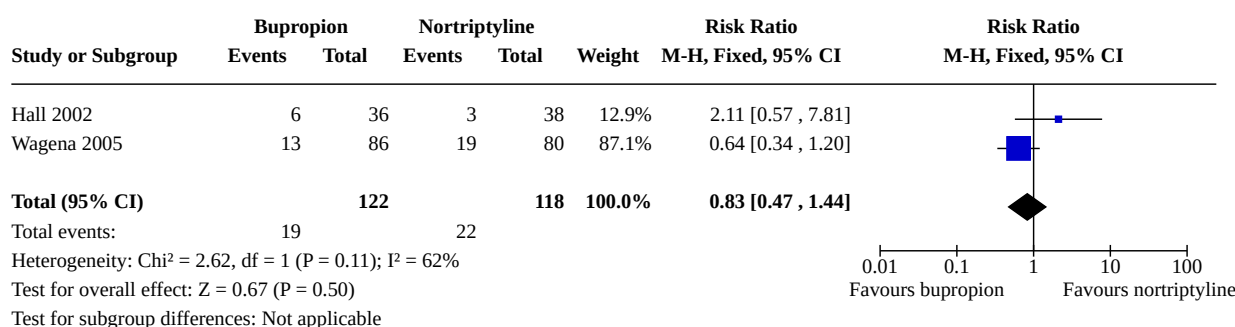 Bupropion Nortriptyline Risk Ratio Risk Ratio
Study or Subgroup Events Total Events Total Weight M-H, Fixed, 95% CI M-H, Fixed, 95% CI
Hall 2002 6 36 3 38 12.9% 2.11 [0.57 , 7.81]
Wagena 2005 13 86 19 80 87.1% 0.64 [0.34 , 1.20]
Total (95% CI) 122 118 100.0% 0.83 [0.47 , 1.44]
Total events: 19 22
Heterogeneity: Chi² = 2.62, df = 1 (P = 0.11); I² = 62%
0.01 0.1 1 10 100
Test for overall effect: Z = 0.67 (P = 0.50)
Favours bupropion Favours nortriptyline
Test for subgroup differences: Not applicable